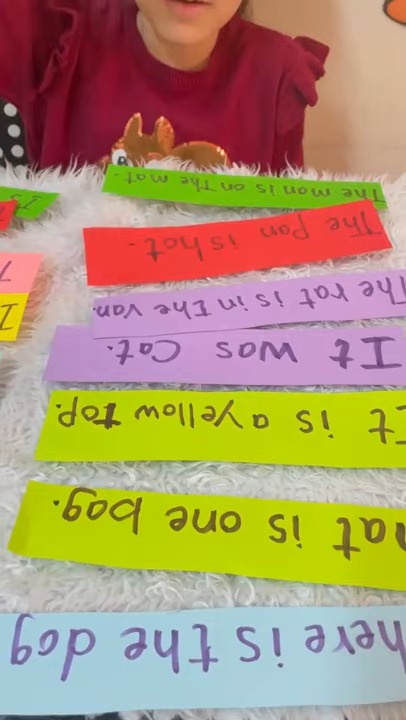 here is the dog
at is one bag.
t is a yellow top.
It was Cat.
The rat is in the van.
The Pan is hot.
The man is on the mat.